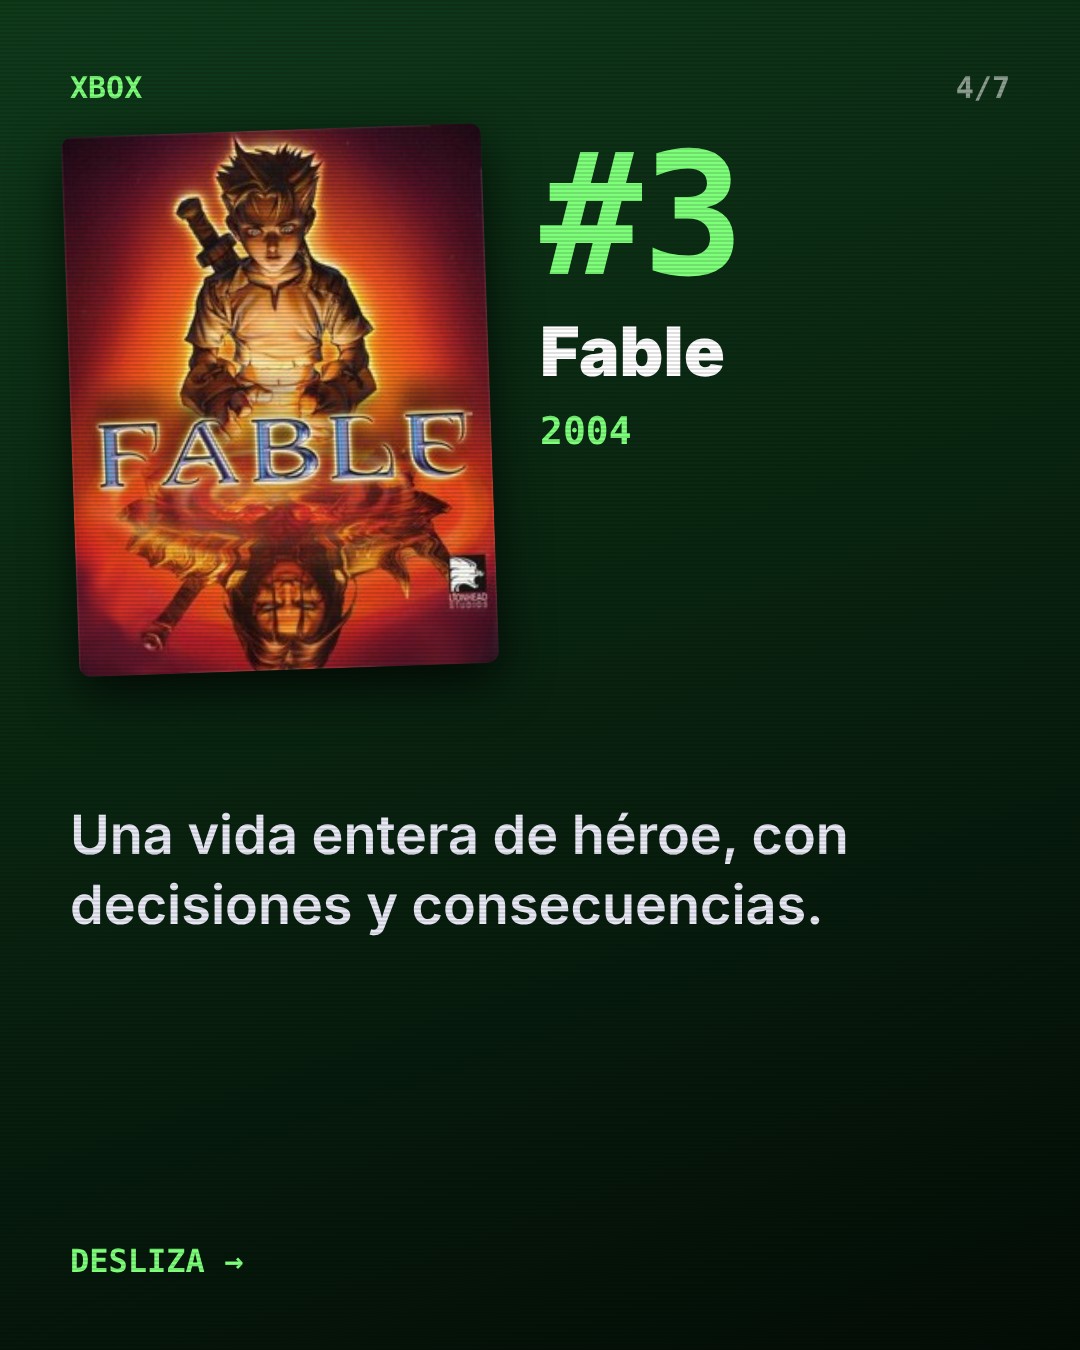 XBOX
4/7
FABLE
LIONHEAD
STUDIOS
#3
Fable
2004
Una vida entera de héroe, con
decisiones y consecuencias.
DESLIZA →